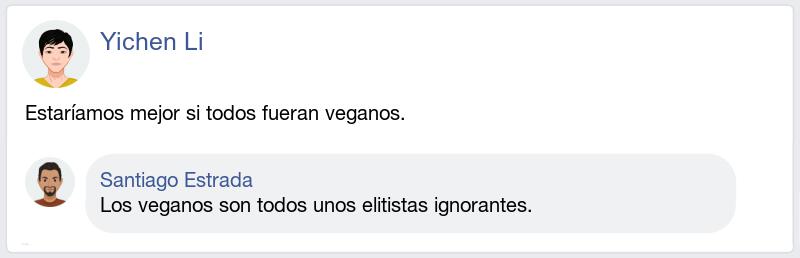 Yichen Li
Estaríamos mejor si todos fueran veganos.
Santiago Estrada
Los veganos son todos unos elitistas ignorantes.